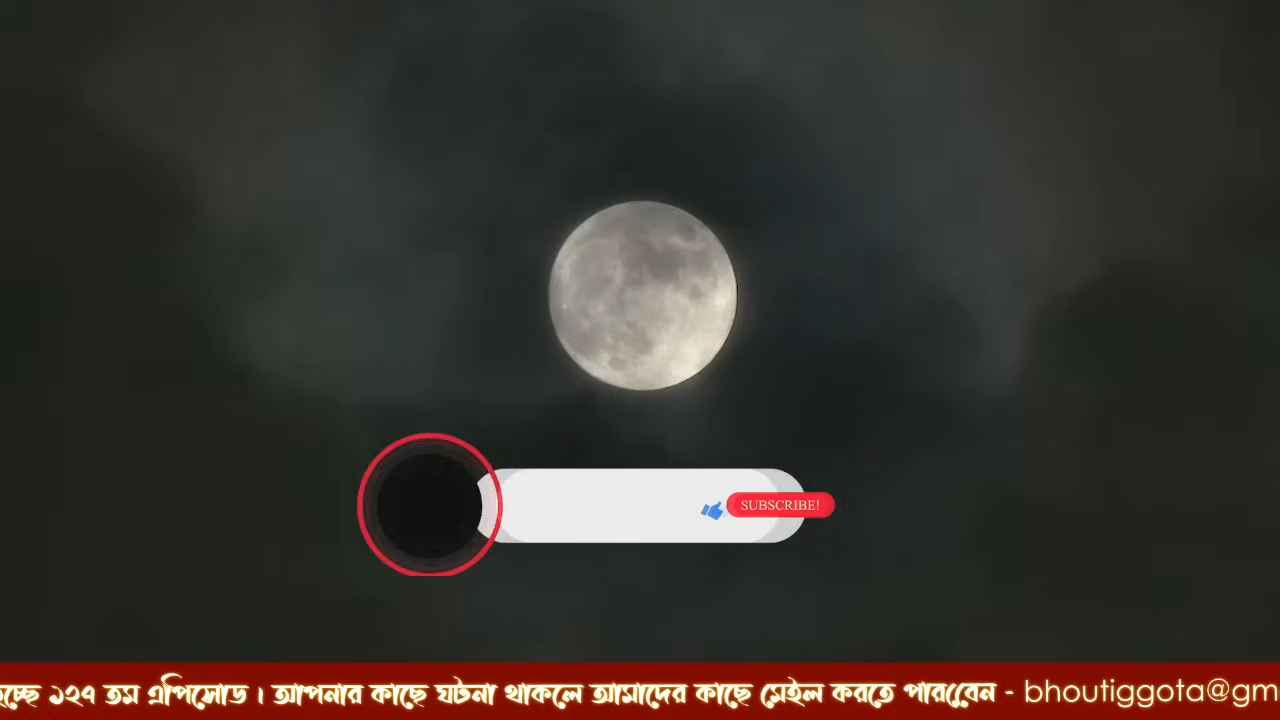 SUBSCRIBE!
চ্ছে ১২৭ তম এপিসোড । আপনার কাছে ঘটনা থাকলে আমাদের কাছে মেইল করতে পারবেন - bhoutiggota@gm